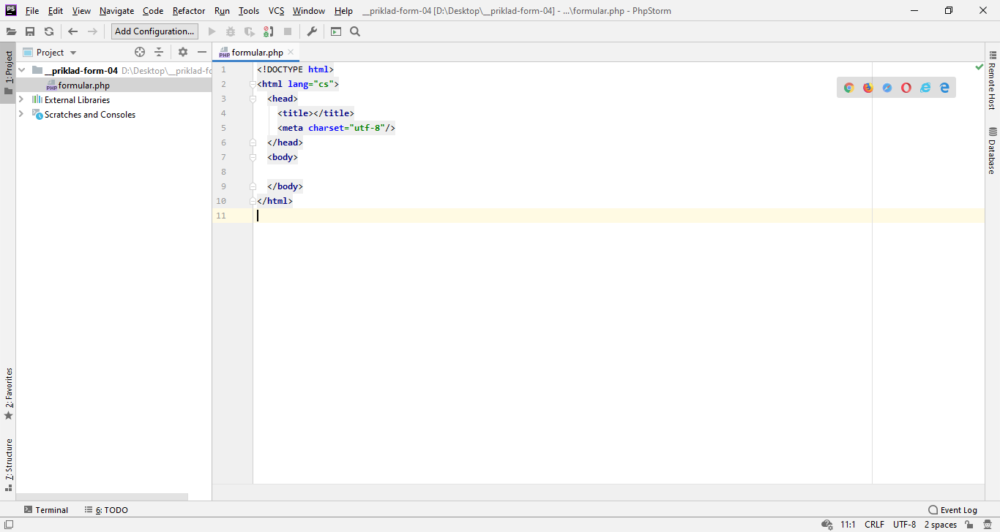 PS File Edit View Navigate Code Refactor Run Tools VCS Window Help __priklad-form-04 [D:\Desktop\__priklad-form-04] - ...\formular.php - PhpStorm
Add Configuration...
1: Project
Project
__priklad-form-04 D:\Desktop\__priklad-fo
PHP formular.php
External Libraries
Scratches and Consoles
2: Favorites
7: Structure
PHP formular.php
1 <!DOCTYPE html>
2 <html lang="cs">
3 <head>
4 <title></title>
5 <meta charset="utf-8"/>
6 </head>
7 <body>
8
9 </body>
10 </html>
11
Remote Host
Database
Terminal 6: TODO Event Log
11:1 CRLF UTF-8 2 spaces